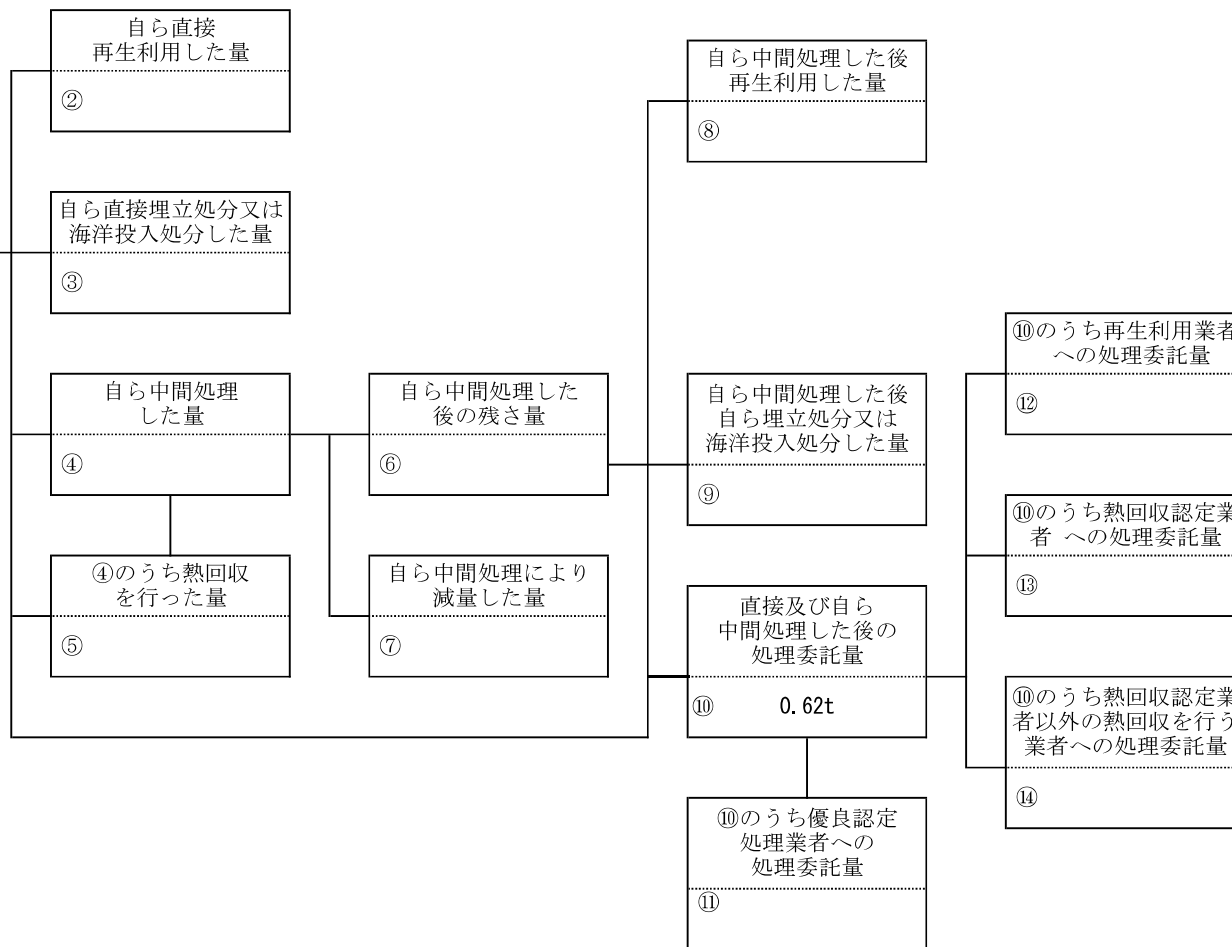 自ら直接
再生利用した量
②
自ら直接埋立処分又は
海洋投入処分した量
③
自ら中間処理
した量
④
④のうち熱回収
を行った量
⑤
自ら中間処理した
後の残さ量
⑥
自ら中間処理により
減量した量
⑦
自ら中間処理した後
再生利用した量
⑧
自ら中間処理した後
自ら埋立処分又は
海洋投入処分した量
⑨
直接及び自ら
中間処理した後の
処理委託量
⑩ 0.62t
⑩のうち優良認定
処理業者への
処理委託量
⑪
⑩のうち再生利用業者
への処理委託量
⑫
⑩のうち熱回収認定業
者 への処理委託量
⑬
⑩のうち熱回収認定業
者以外の熱回収を行う
業者への処理委託量
⑭